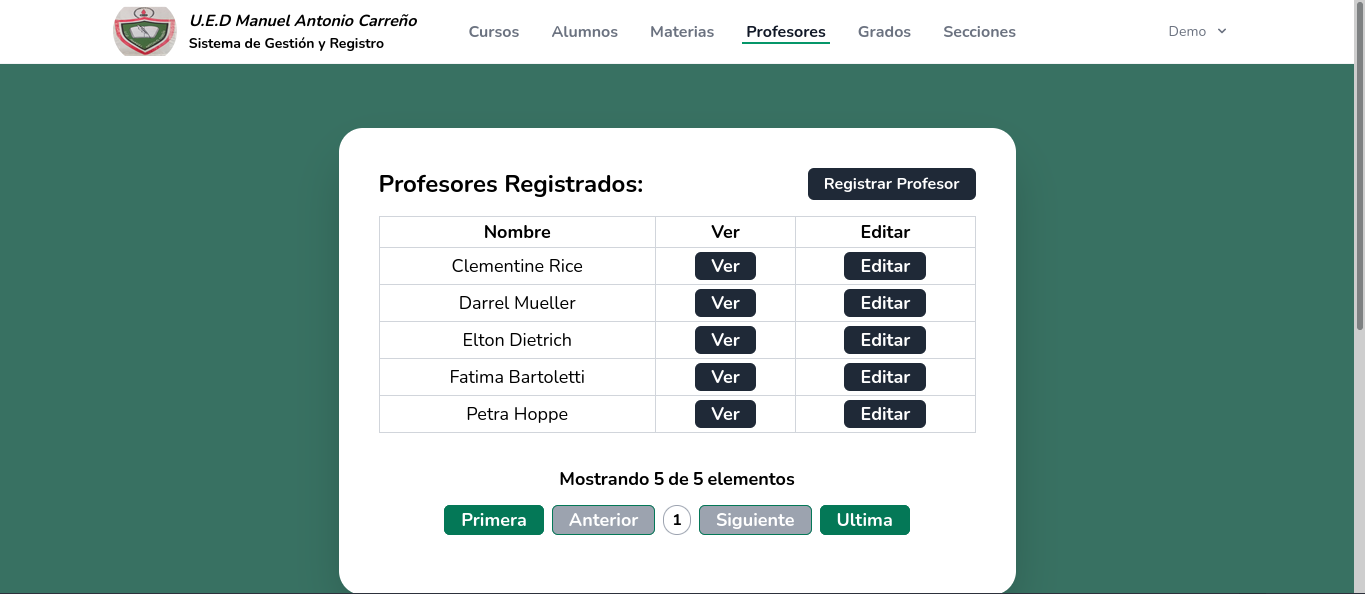 U.E.D Manuel Antonio Carreño
Sistema de Gestión y Registro
Cursos Alumnos Materias Profesores Grados Secciones Demo
Profesores Registrados: Registrar Profesor
Nombre Ver Editar
Clementine Rice Ver Editar
Darrel Mueller Ver Editar
Elton Dietrich Ver Editar
Fatima Bartoletti Ver Editar
Petra Hoppe Ver Editar
Mostrando 5 de 5 elementos
Primera Anterior 1 Siguiente Ultima